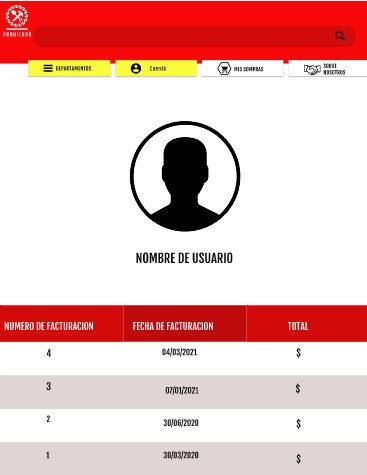 PROHIERRO
DEPARTAMENTOS
Cuenta
MIS COMPRAS
SOBRE
NOSOTROS
NOMBRE DE USUARIO
NUMERO DE FACTURACION FECHA DE FACTURACION TOTAL
4 04/03/2021 $
3 07/01/2021 $
2 30/06/2020 $
1 30/03/2020 $